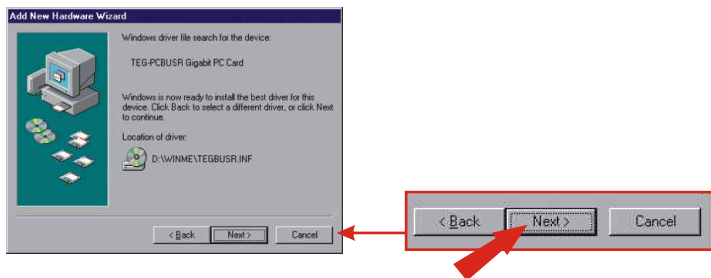 Add New Hardware Wizard
Windows driver file search for the device:
TEG-PCBUSR Gigabit PC Card
Windows is now ready to install the best driver for this
device. Click Back to select a different driver, or click Next
to continue.
Location of driver:
D:\WINME\TEGBUSR.INF
< Back Next > Cancel
< Back Next > Cancel